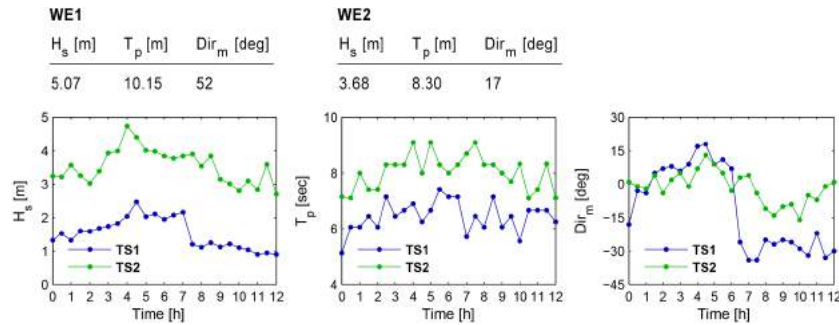 WE1
H_s [m] T_p [m] Dir_m [deg]
5.07 10.15 52
WE2
H_s [m] T_p [m] Dir_m [deg]
3.68 8.30 17
5
4
3
2
1
0
H_s [m]
TS1
TS2
0 1 2 3 4 5 6 7 8 9 10 11 12
Time [h]
10
8
6
4
T_p [sec]
TS1
TS2
0 1 2 3 4 5 6 7 8 9 10 11 12
Time [h]
30
15
0
−15
−30
−45
Dir_m [deg]
TS1
TS2
0 1 2 3 4 5 6 7 8 9 10 11 12
Time [h]